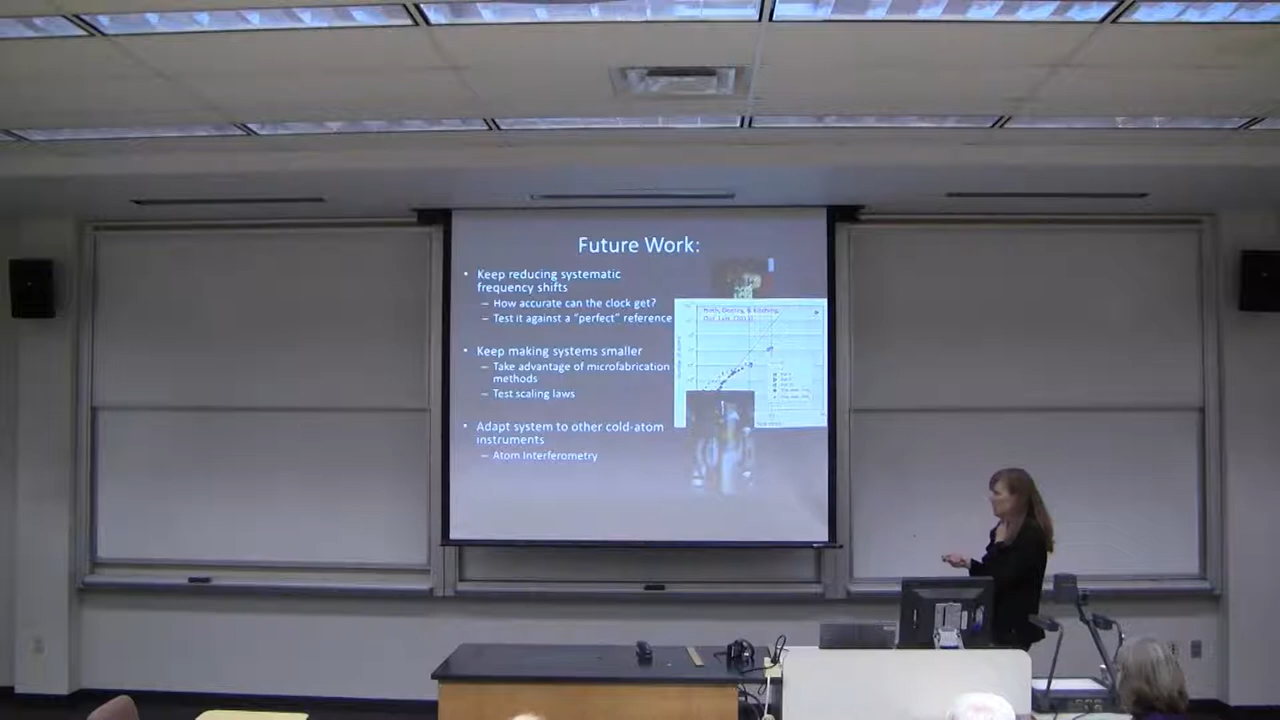 Future Work:
• Keep reducing systematic
frequency shifts
– How accurate can the clock get?
– Test it against a "perfect" reference
• Keep making systems smaller
– Take advantage of microfabrication
methods
– Test scaling laws
• Adapt system to other cold-atom
instruments
– Atom Interferometry